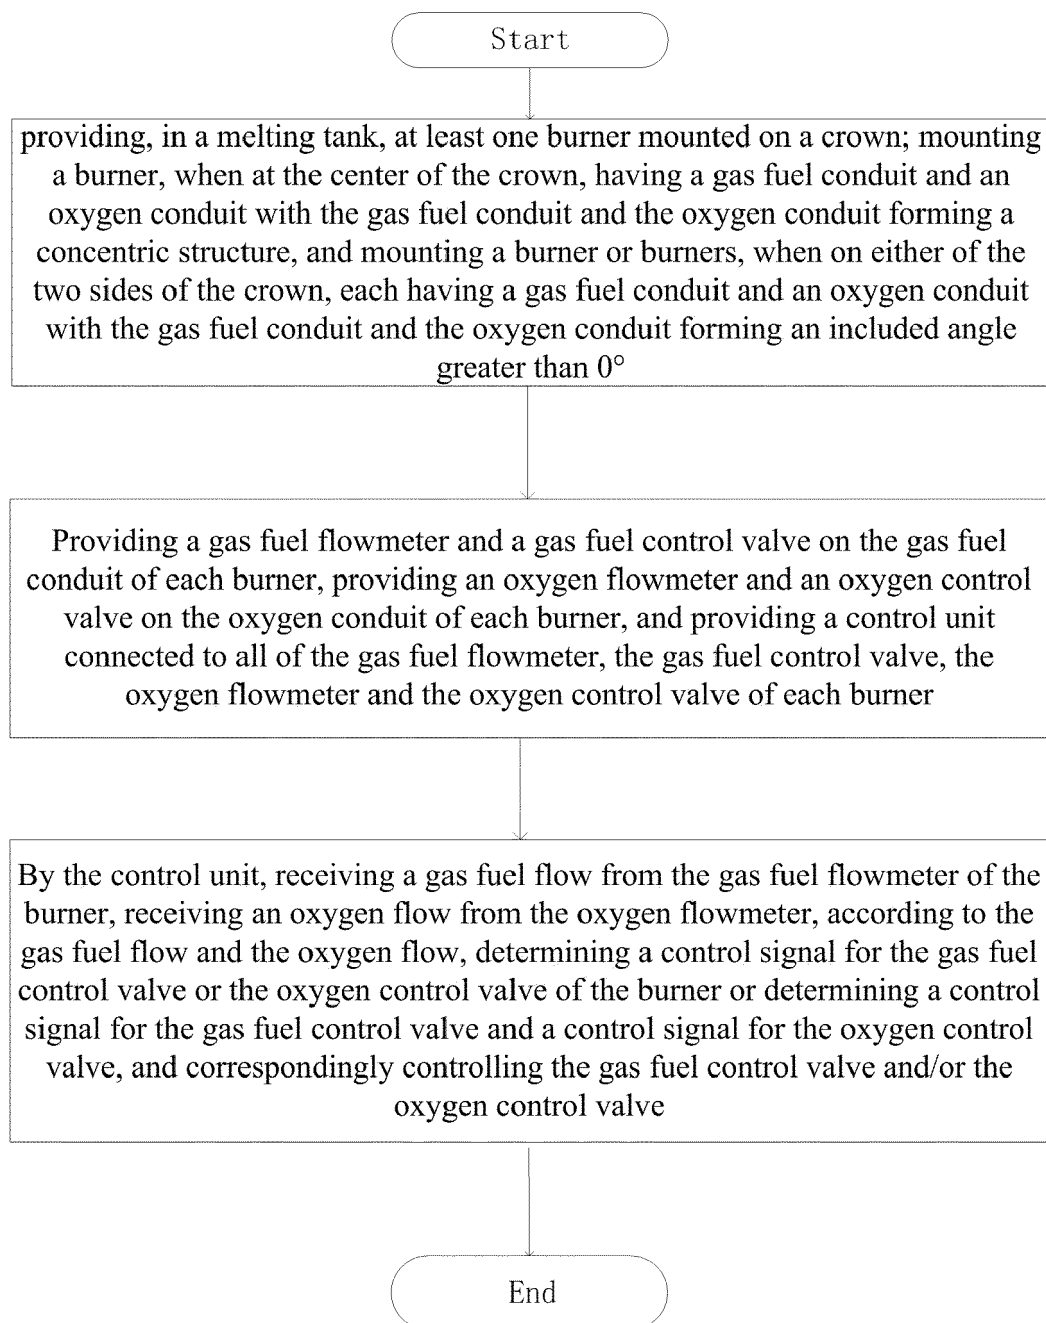 Start
providing, in a melting tank, at least one burner mounted on a crown; mounting
a burner, when at the center of the crown, having a gas fuel conduit and an
oxygen conduit with the gas fuel conduit and the oxygen conduit forming a
concentric structure, and mounting a burner or burners, when on either of the
two sides of the crown, each having a gas fuel conduit and an oxygen conduit
with the gas fuel conduit and the oxygen conduit forming an included angle
greater than 0°
Providing a gas fuel flowmeter and a gas fuel control valve on the gas fuel
conduit of each burner, providing an oxygen flowmeter and an oxygen control
valve on the oxygen conduit of each burner, and providing a control unit
connected to all of the gas fuel flowmeter, the gas fuel control valve, the
oxygen flowmeter and the oxygen control valve of each burner
By the control unit, receiving a gas fuel flow from the gas fuel flowmeter of the
burner, receiving an oxygen flow from the oxygen flowmeter, according to the
gas fuel flow and the oxygen flow, determining a control signal for the gas fuel
control valve or the oxygen control valve of the burner or determining a control
signal for the gas fuel control valve and a control signal for the oxygen control
valve, and correspondingly controlling the gas fuel control valve and/or the
oxygen control valve
End